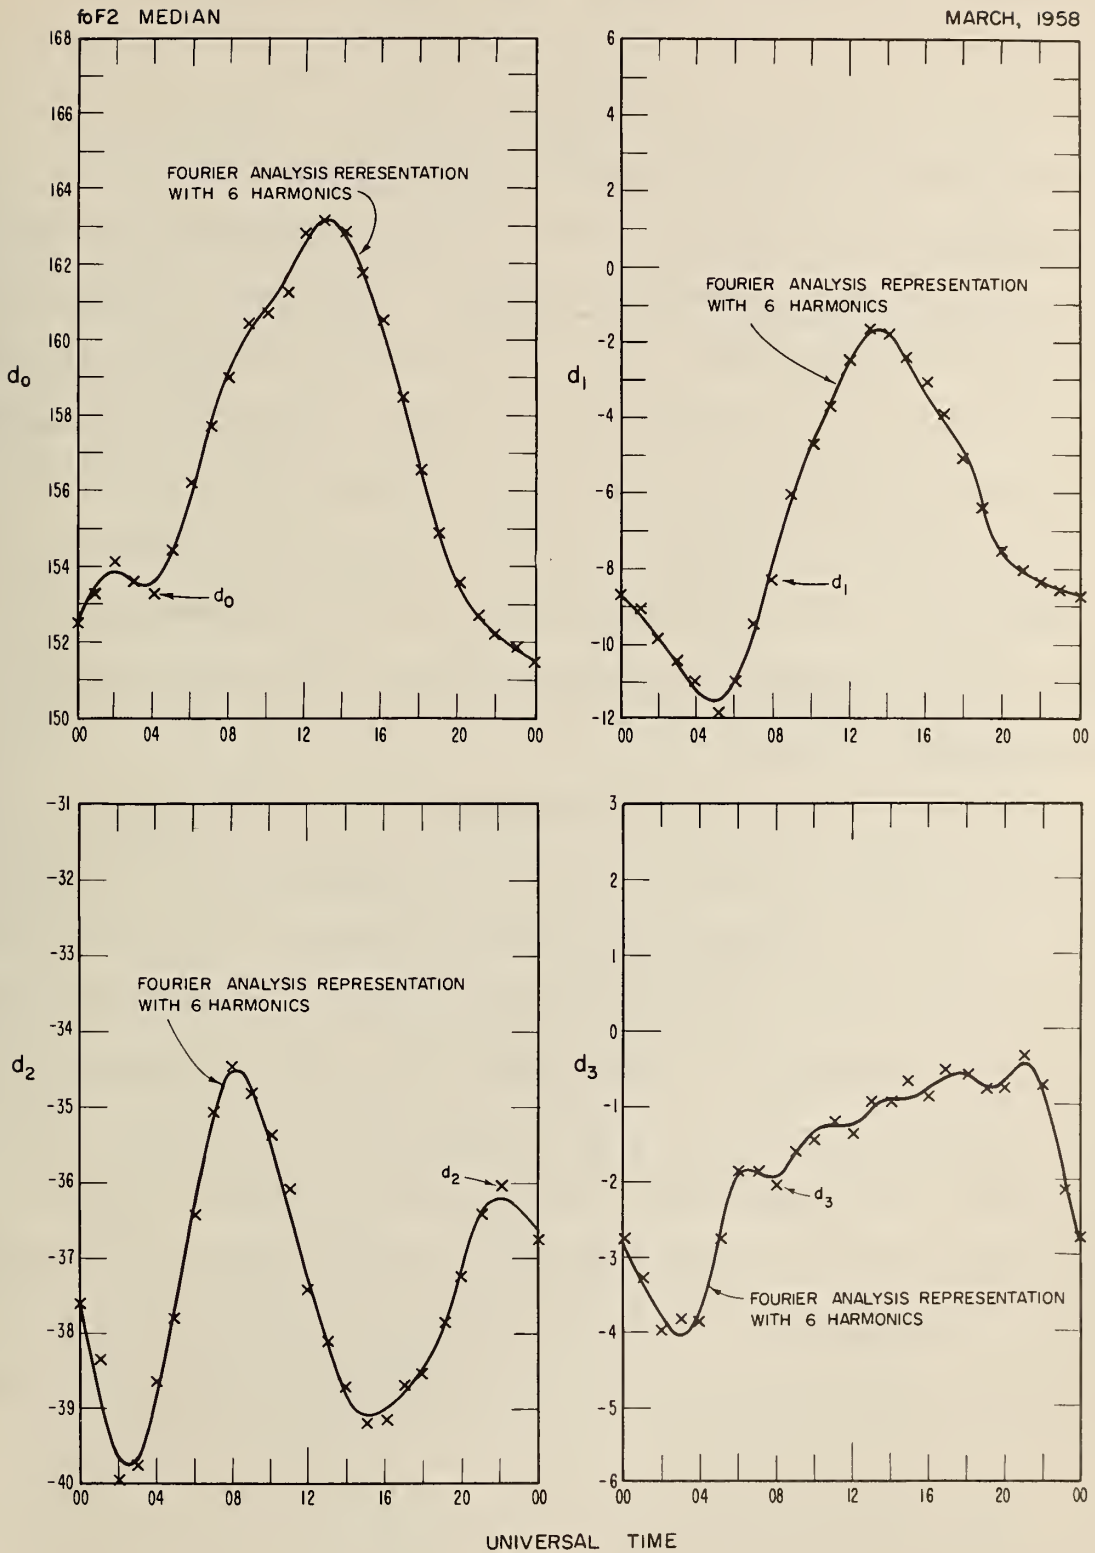 foF2 MEDIAN
MARCH, 1958
168
166
164
162
160
158
156
154
152
150
d0
FOURIER ANALYSIS RERESENTATION
WITH 6 HARMONICS
d0
00 04 08 12 16 20 00
6
4
2
0
-2
-4
-6
-8
-10
-12
d1
FOURIER ANALYSIS REPRESENTATION
WITH 6 HARMONICS
d1
00 04 08 12 16 20 00
-31
-32
-33
-34
-35
-36
-37
-38
-39
-40
d2
FOURIER ANALYSIS REPRESENTATION
WITH 6 HARMONICS
d2
00 04 08 12 16 20 00
3
2
1
0
-1
-2
-3
-4
-5
-6
d3
d3
FOURIER ANALYSIS REPRESENTATION
WITH 6 HARMONICS
00 04 08 12 16 20 00
UNIVERSAL TIME